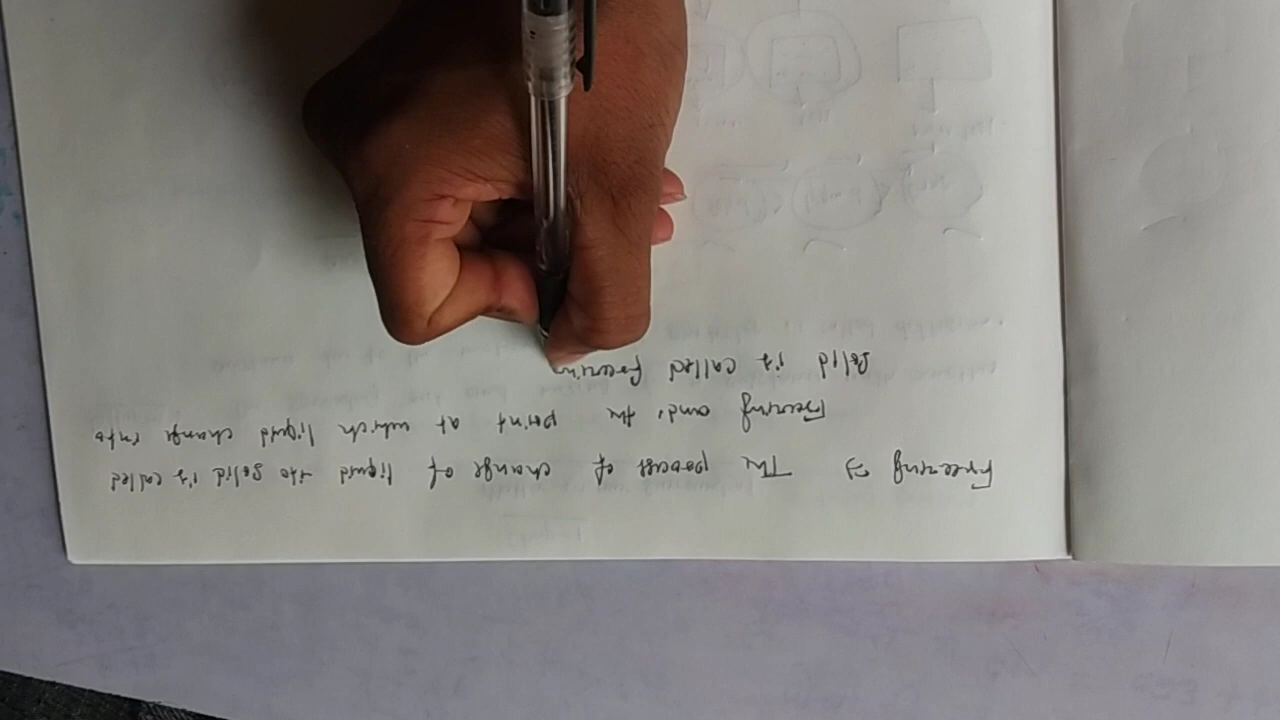 Freezing => The process of change of liquid into Solid is called
Freezing and, the point at which liquid change into
Solid is called freezin